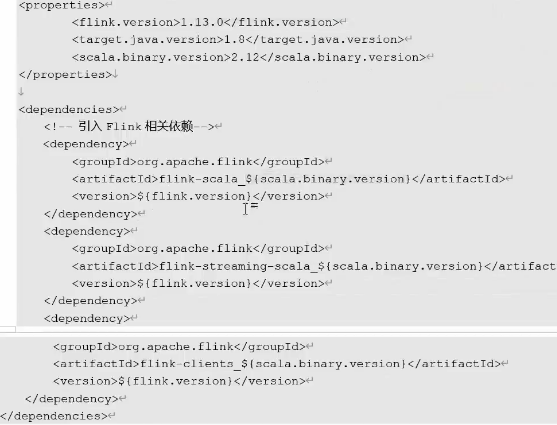 <properties>
<flink.version>1.13.0</flink.version>
<target.java.version>1.8</target.java.version>
<scala.binary.version>2.12</scala.binary.version>
</properties>
<dependencies>
<!-- 引入 Flink 相关依赖-->
<dependency>
<groupId>org.apache.flink</groupId>
<artifactId>flink-scala_${scala.binary.version}</artifactId>
<version>${flink.version}</version>
</dependency>
<dependency>
<groupId>org.apache.flink</groupId>
<artifactId>flink-streaming-scala_${scala.binary.version}</artifact
<version>${flink.version}</version>
</dependency>
<dependency>
<groupId>org.apache.flink</groupId>
<artifactId>flink-clients_${scala.binary.version}</artifactId>
<version>${flink.version}</version>
</dependency>
</dependencies>